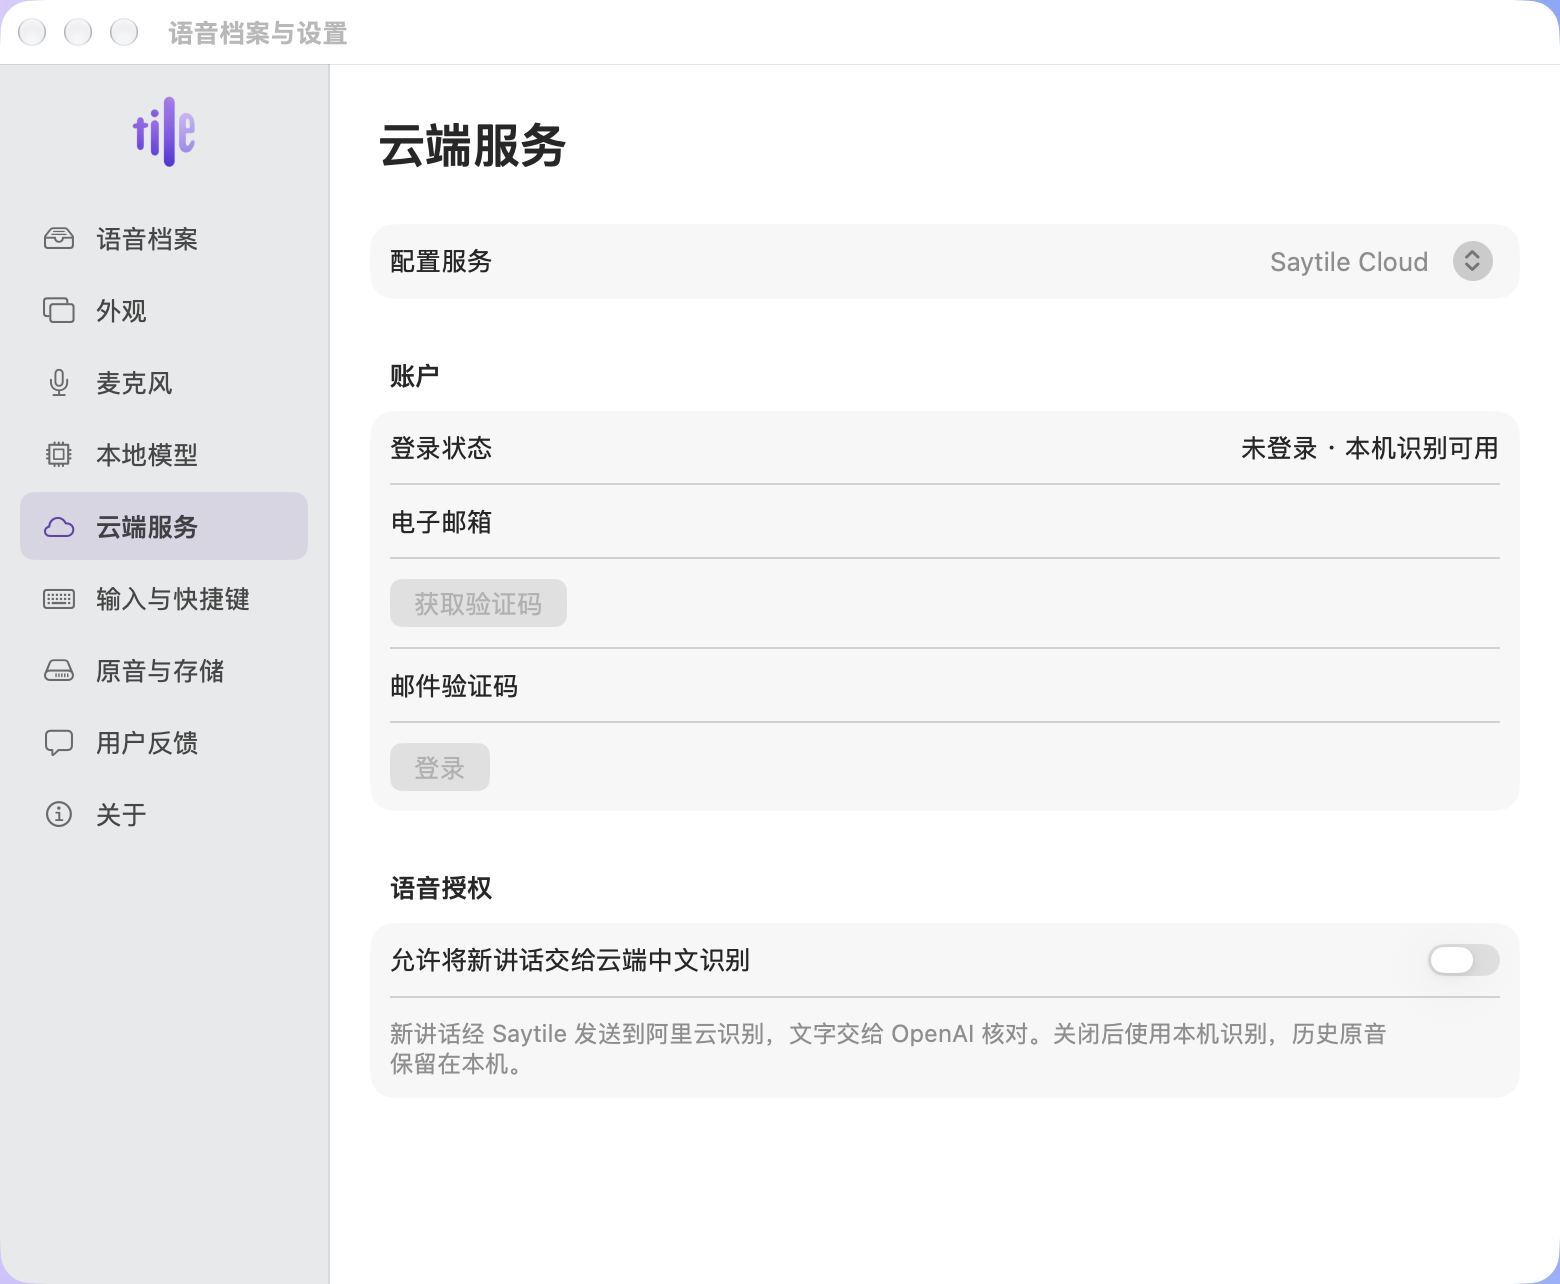 语音档案与设置
tile
语音档案
外观
麦克风
本地模型
云端服务
输入与快捷键
原音与存储
用户反馈
关于
云端服务
配置服务 Saytile Cloud
账户
登录状态 未登录 · 本机识别可用
电子邮箱
获取验证码
邮件验证码
登录
语音授权
允许将新讲话交给云端中文识别
新讲话经 Saytile 发送到阿里云识别，文字交给 OpenAI 核对。关闭后使用本机识别，历史原音
保留在本机。